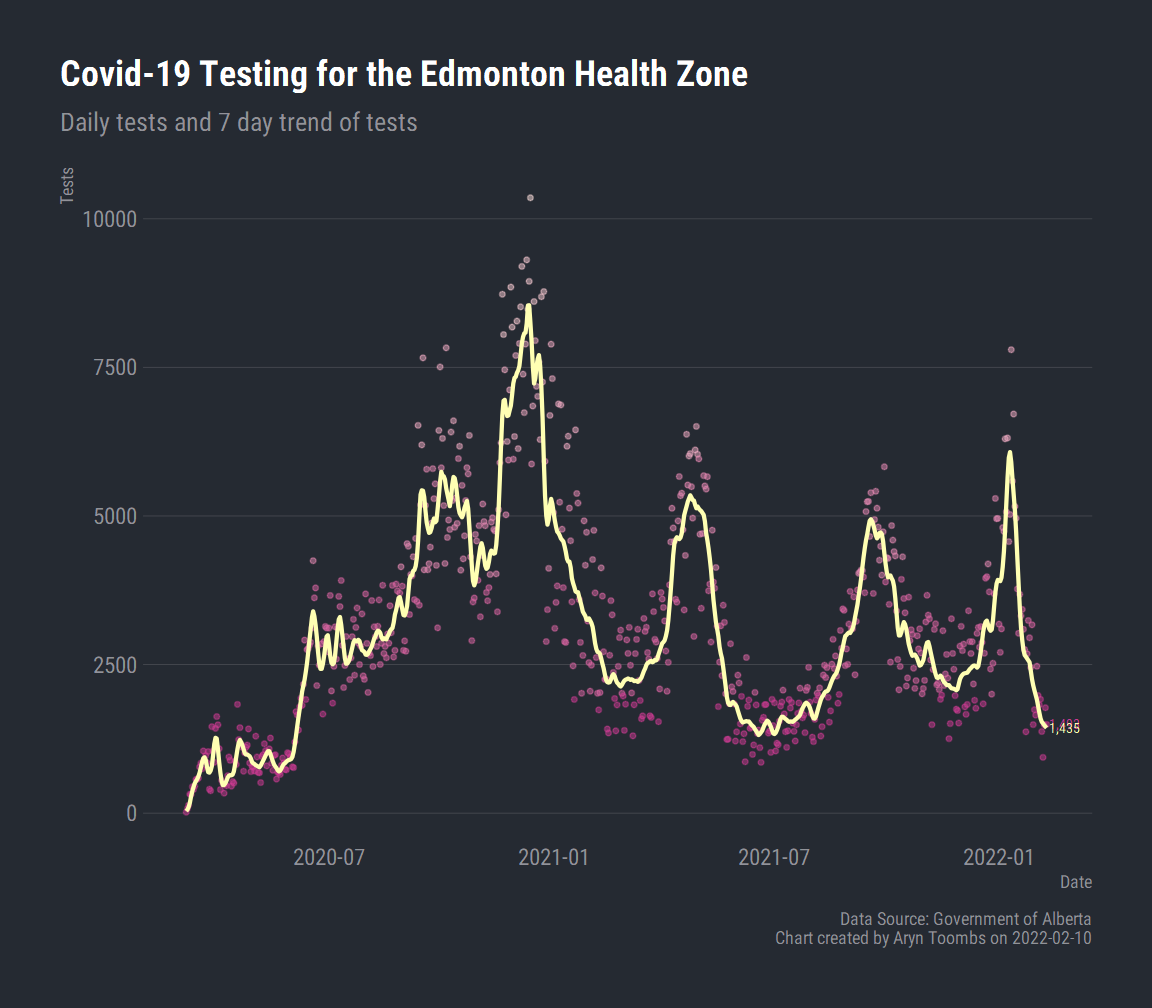 Covid-19 Testing for the Edmonton Health Zone
Daily tests and 7 day trend of tests
Tests
10000
7500
5000
2500
0
1,435
2020-07
2021-01
2021-07
2022-01
Date
Data Source: Government of Alberta
Chart created by Aryn Toombs on 2022-02-10